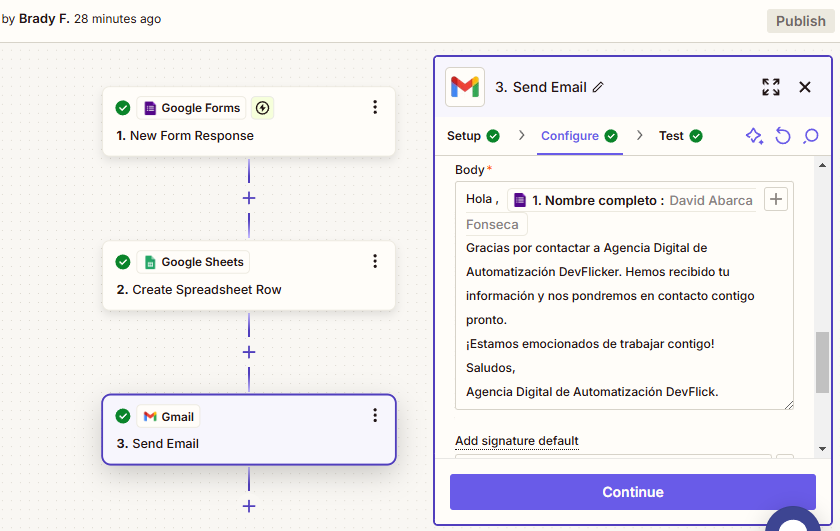 by Brady F. 28 minutes ago
Publish
Google Forms
1. New Form Response
Google Sheets
2. Create Spreadsheet Row
Gmail
3. Send Email
3. Send Email
Setup
Configure
Test
Body*
Hola , 1. Nombre completo : David Abarca
Fonseca
Gracias por contactar a Agencia Digital de
Automatización DevFlicker. Hemos recibido tu
información y nos pondremos en contacto contigo
pronto.
¡Estamos emocionados de trabajar contigo!
Saludos,
Agencia Digital de Automatización DevFlick.
Add signature default
Continue